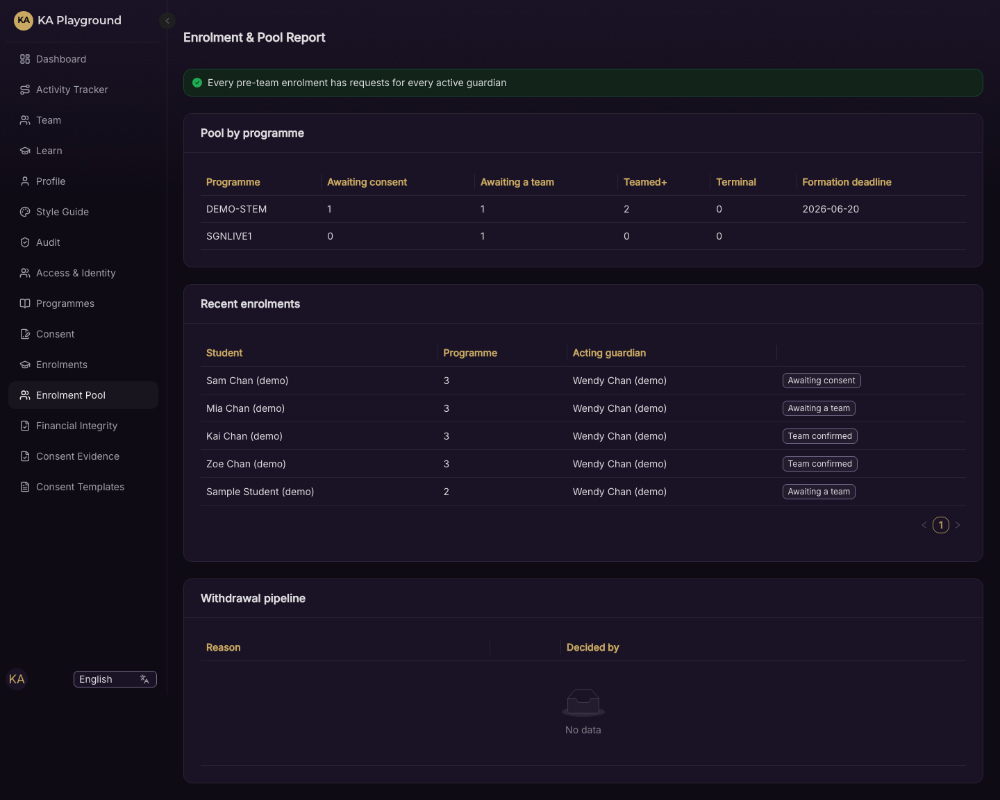 KA KA Playground
Dashboard
Activity Tracker
Team
Learn
Profile
Style Guide
Audit
Access & Identity
Programmes
Consent
Enrolments
Enrolment Pool
Financial Integrity
Consent Evidence
Consent Templates
KA English
Enrolment & Pool Report
Every pre-team enrolment has requests for every active guardian
Pool by programme
Programme Awaiting consent Awaiting a team Teamed+ Terminal Formation deadline
DEMO-STEM 1 1 2 0 2026-06-20
SGNLIVE1 0 1 0 0
Recent enrolments
Student Programme Acting guardian
Sam Chan (demo) 3 Wendy Chan (demo) Awaiting consent
Mia Chan (demo) 3 Wendy Chan (demo) Awaiting a team
Kai Chan (demo) 3 Wendy Chan (demo) Team confirmed
Zoe Chan (demo) 3 Wendy Chan (demo) Team confirmed
Sample Student (demo) 2 Wendy Chan (demo) Awaiting a team
1
Withdrawal pipeline
Reason Decided by
No data